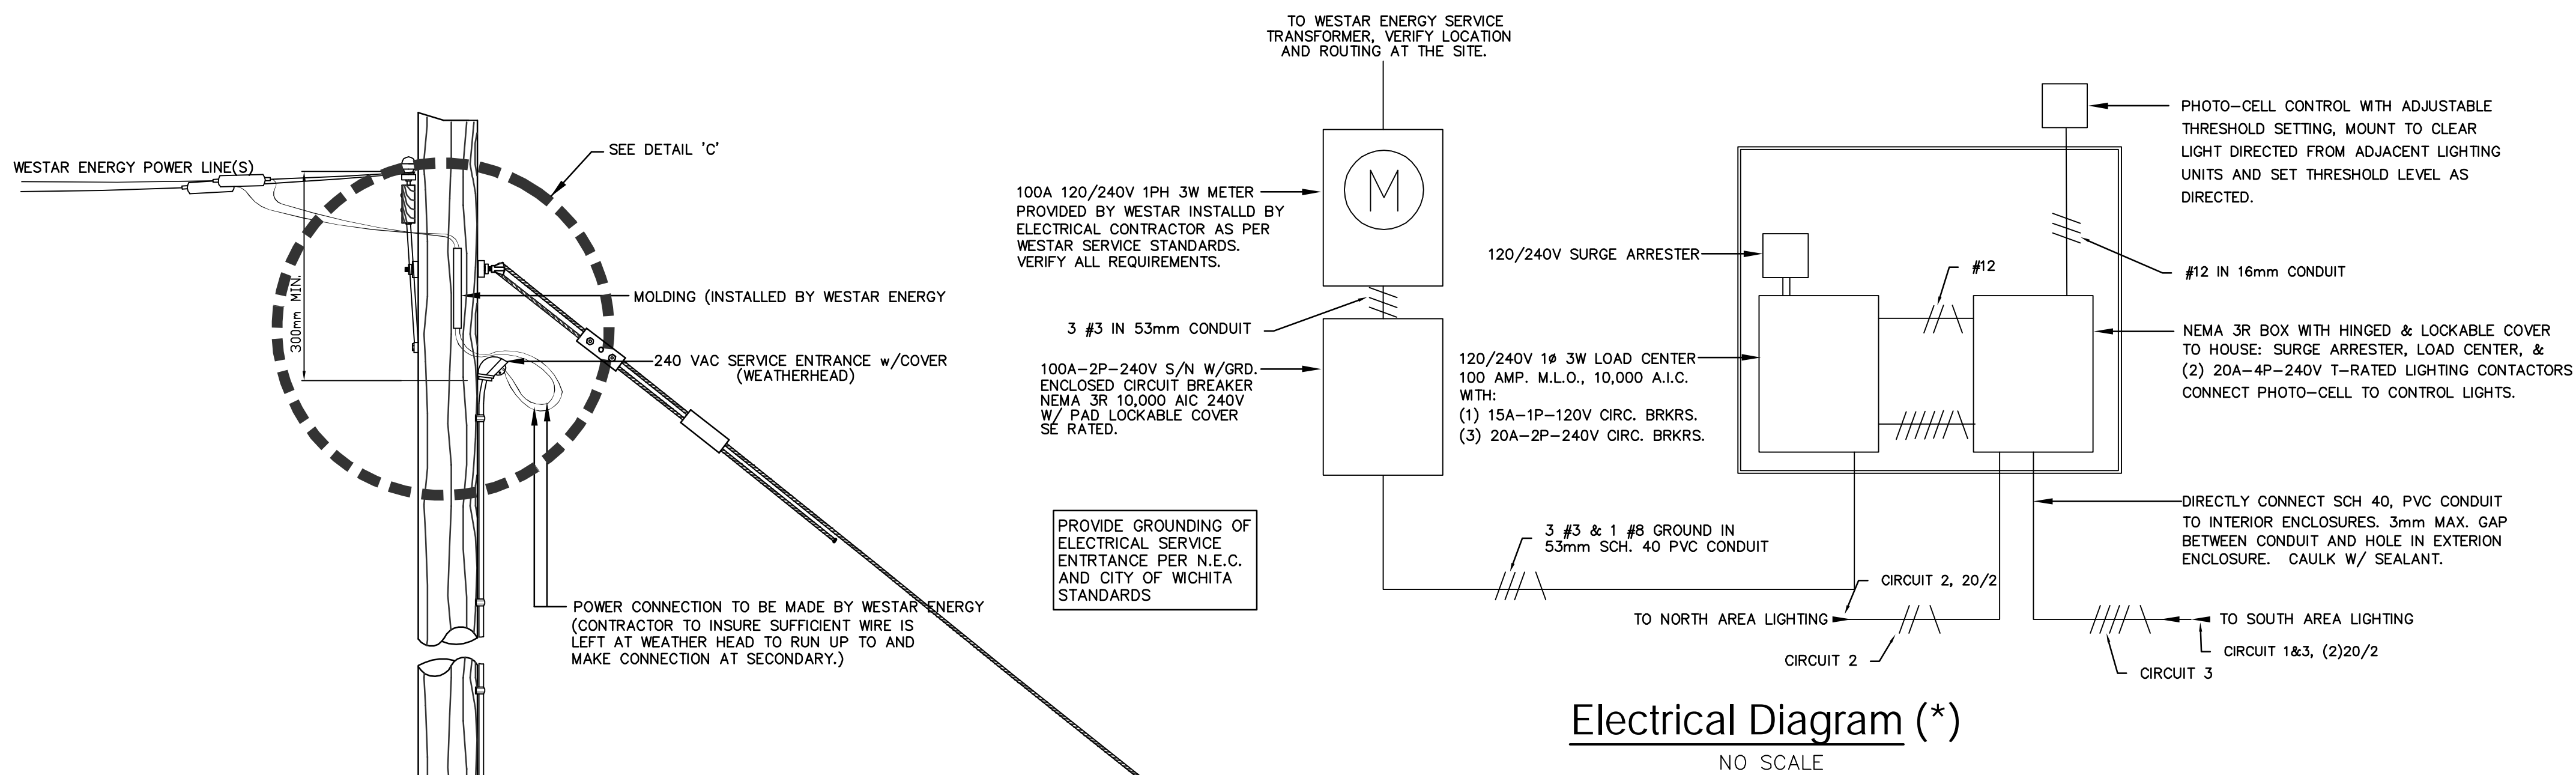 WESTAR ENERGY POWER LINE(S)
SEE DETAIL 'C'
300mm MIN.
MOLDING (INSTALLED BY WESTAR ENERGY
240 VAC SERVICE ENTRANCE w/COVER
(WEATHERHEAD)
POWER CONNECTION TO BE MADE BY WESTAR ENERGY
(CONTRACTOR TO INSURE SUFFICIENT WIRE IS
LEFT AT WEATHER HEAD TO RUN UP TO AND
MAKE CONNECTION AT SECONDARY.)
TO WESTAR ENERGY SERVICE
TRANSFORMER, VERIFY LOCATION
AND ROUTING AT THE SITE.
M
100A 120/240V 1PH 3W METER
PROVIDED BY WESTAR INSTALLD BY
ELECTRICAL CONTRACTOR AS PER
WESTAR SERVICE STANDARDS.
VERIFY ALL REQUIREMENTS.
3 #3 IN 53mm CONDUIT
100A-2P-240V S/N W/GRD.
ENCLOSED CIRCUIT BREAKER
NEMA 3R 10,000 AIC 240V
W/ PAD LOCKABLE COVER
SE RATED.
PROVIDE GROUNDING OF
ELECTRICAL SERVICE
ENTRTANCE PER N.E.C.
AND CITY OF WICHITA
STANDARDS
120/240V SURGE ARRESTER
120/240V 1ø 3W LOAD CENTER
100 AMP. M.L.O., 10,000 A.I.C.
WITH:
(1) 15A-1P-120V CIRC. BRKRS.
(3) 20A-2P-240V CIRC. BRKRS.
#12
PHOTO-CELL CONTROL WITH ADJUSTABLE
THRESHOLD SETTING, MOUNT TO CLEAR
LIGHT DIRECTED FROM ADJACENT LIGHTING
UNITS AND SET THRESHOLD LEVEL AS
DIRECTED.
#12 IN 16mm CONDUIT
NEMA 3R BOX WITH HINGED & LOCKABLE COVER
TO HOUSE: SURGE ARRESTER, LOAD CENTER, &
(2) 20A-4P-240V T-RATED LIGHTING CONTACTORS
CONNECT PHOTO-CELL TO CONTROL LIGHTS.
DIRECTLY CONNECT SCH 40, PVC CONDUIT
TO INTERIOR ENCLOSURES. 3mm MAX. GAP
BETWEEN CONDUIT AND HOLE IN EXTERION
ENCLOSURE. CAULK W/ SEALANT.
3 #3 & 1 #8 GROUND IN
53mm SCH. 40 PVC CONDUIT
CIRCUIT 2, 20/2
TO NORTH AREA LIGHTING
CIRCUIT 2
TO SOUTH AREA LIGHTING
CIRCUIT 1&3, (2)20/2
CIRCUIT 3
Electrical Diagram (*)
NO SCALE